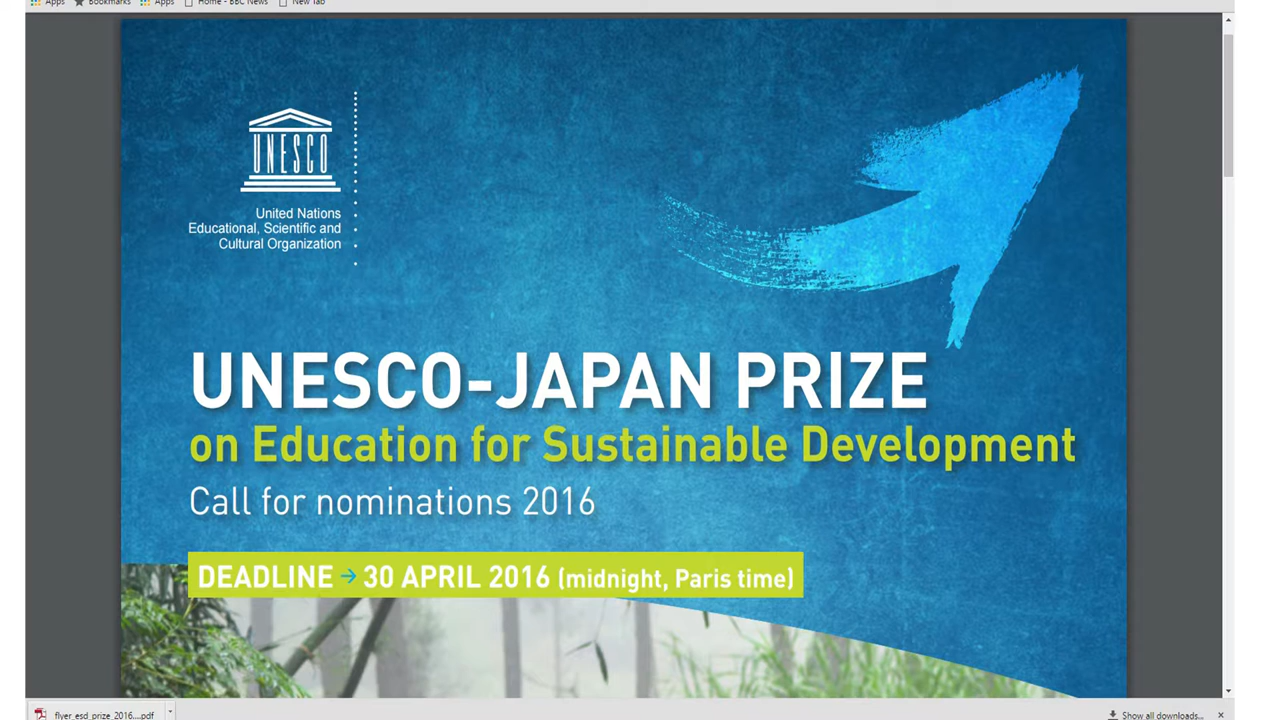 Apps Bookmarks Apps Home - BBC News New Tab
UNESCO
United Nations
Educational, Scientific and
Cultural Organization
UNESCO-JAPAN PRIZE
on Education for Sustainable Development
Call for nominations 2016
DEADLINE → 30 APRIL 2016 (midnight, Paris time)
flyer_esd_prize_2016....pdf
Show all downloads...